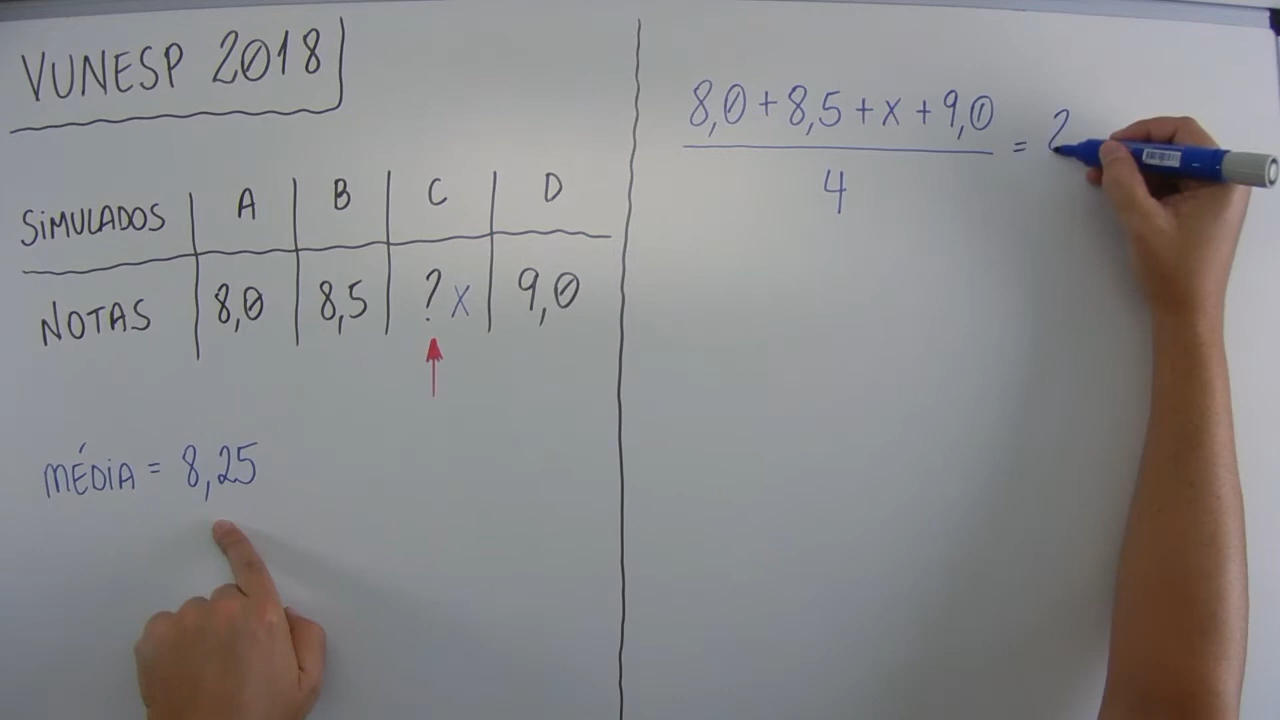 VUNESP 2018
SIMULADOS A B C D
NOTAS 8,0 8,5 ? x 9,0
MÉDIA = 8,25
8,0 + 8,5 + x + 9,0
=
4